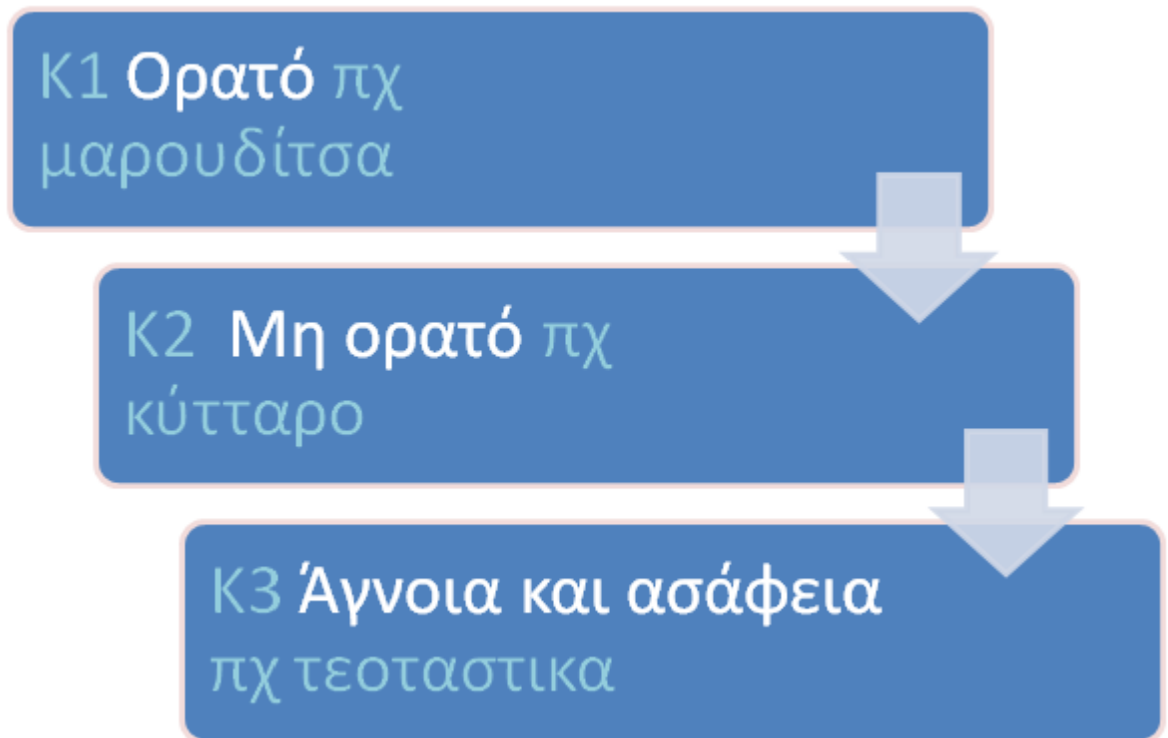 Κ1 Ορατό πχ
μαρουδίτσα
Κ2 Μη ορατό πχ
κύτταρο
Κ3 Άγνοια και ασάφεια
πχ τεοταστικα